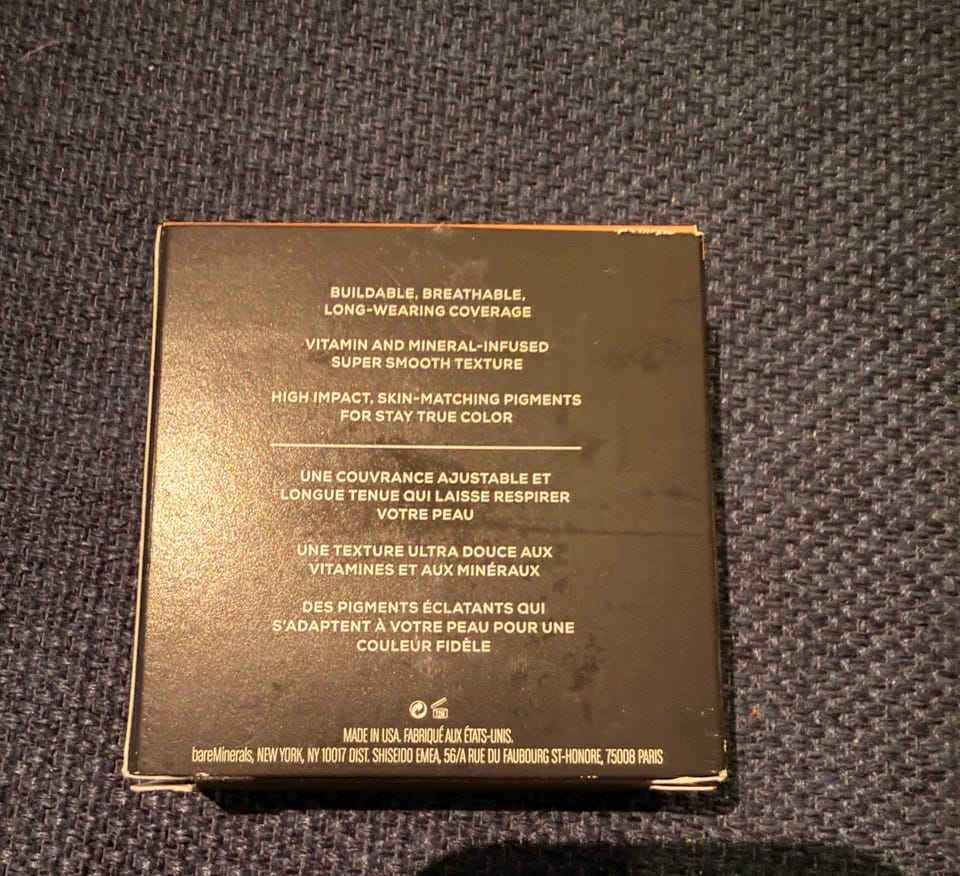 BUILDABLE, BREATHABLE,
LONG-WEARING COVERAGE
VITAMIN AND MINERAL-INFUSED
SUPER SMOOTH TEXTURE
HIGH IMPACT, SKIN-MATCHING PIGMENTS
FOR STAY TRUE COLOR
UNE COUVRANCE AJUSTABLE ET
LONGUE TENUE QUI LAISSE RESPIRER
VOTRE PEAU
UNE TEXTURE ULTRA DOUCE AUX
VITAMINES ET AUX MINÉRAUX
DES PIGMENTS ÉCLATANTS QUI
S'ADAPTENT À VOTRE PEAU POUR UNE
COULEUR FIDÈLE
MADE IN USA. FABRIQUÉ AUX ÉTATS-UNIS.
bareMinerals, NEW YORK, NY 10017 DIST. SHISEIDO EMEA, 56/A RUE DU FAUBOURG ST-HONORE, 75008 PARIS